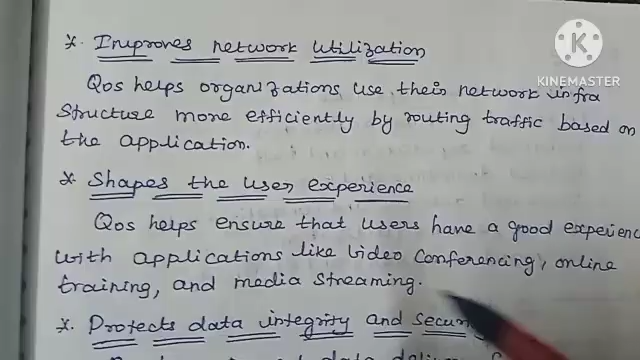 * Improves network utilization
KINEMASTER
Qos helps organizations use their network infra
structure more efficiently by routing traffic based on
the application.
* Shapes the user experience
Qos helps ensure that users have a good experienc
with applications like video conferencing, online
training, and media streaming.
* Protects data integrity and